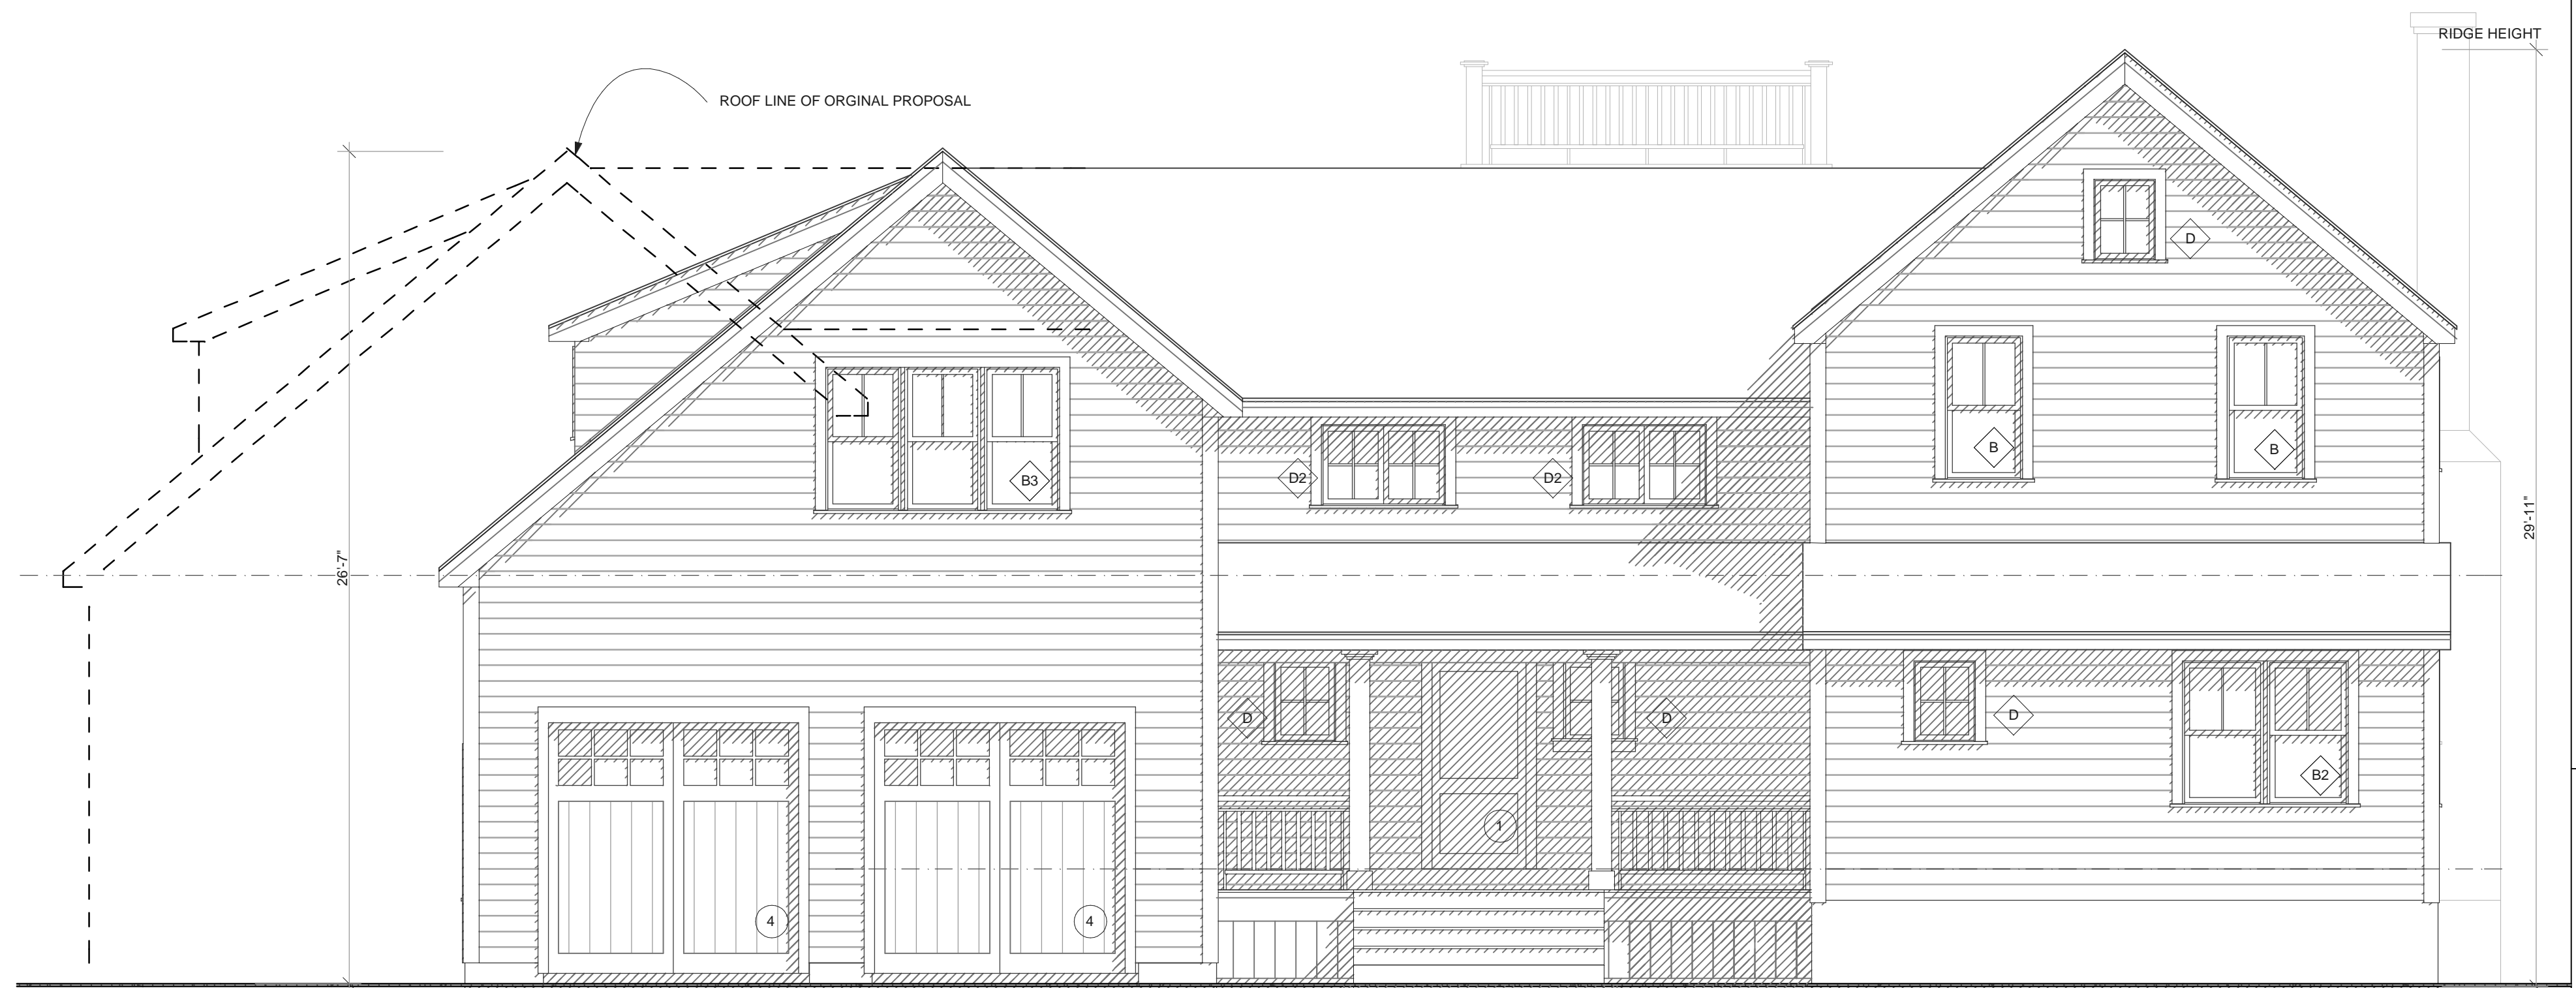 RIDGE HEIGHT
ROOF LINE OF ORGINAL PROPOSAL
D
B
B
B3
D2
D2
29'-11"
26'-7"
D
D
D
B2
1
4
4